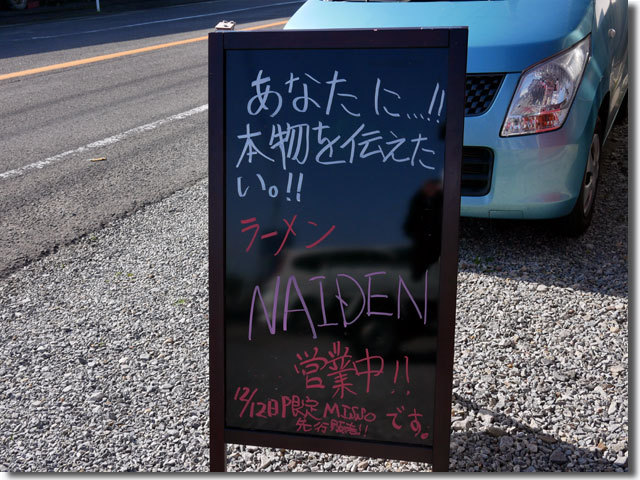 あなたに...!!
本物を伝えた
い。!!
ラーメン
NAIDEN
営業中!!
12/12日限定 です。
先行販売!!